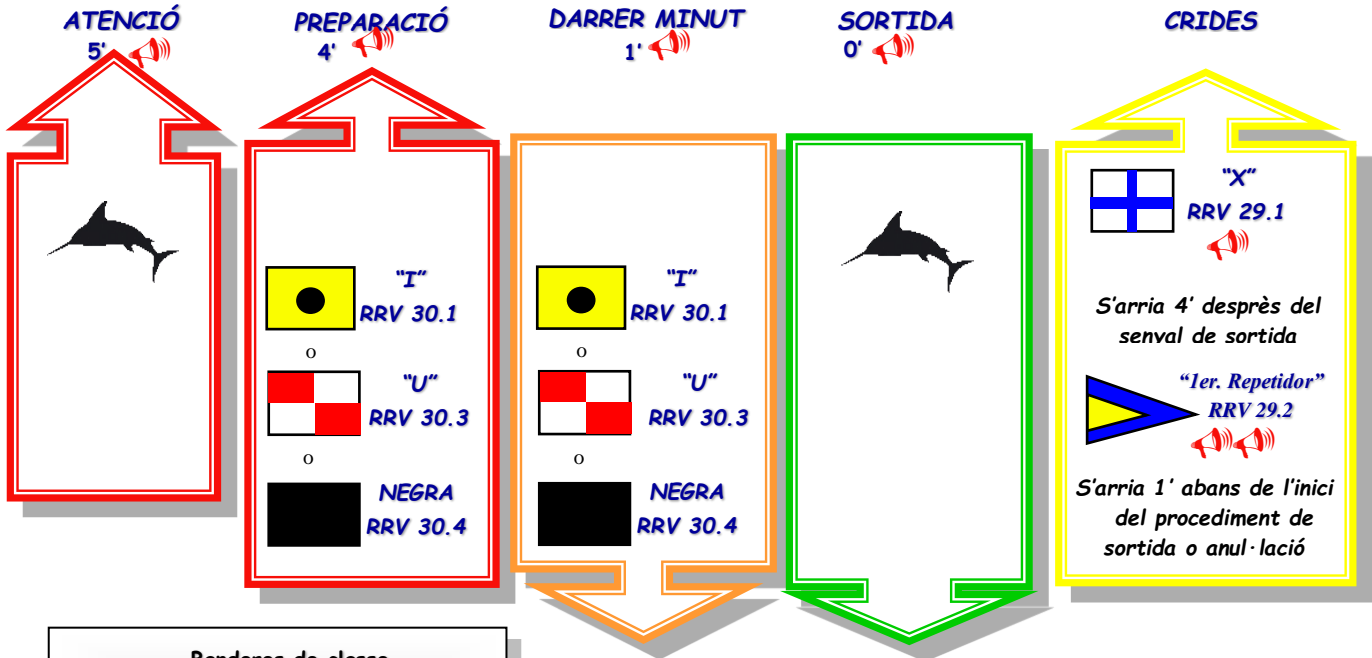 ATENCIÓ
5'
PREPARACIÓ
4'
DARRER MINUT
1'
SORTIDA
0'
CRIDES
“I”
RRV 30.1
o
“U”
RRV 30.3
o
NEGRA
RRV 30.4
“I”
RRV 30.1
o
“U”
RRV 30.3
o
NEGRA
RRV 30.4
“X”
RRV 29.1
S'arria 4' desprès del
senyal de sortida
“1er. Repetidor”
RRV 29.2
S'arria 1' abans de l'inici
del procediment de
sortida o anul·lació